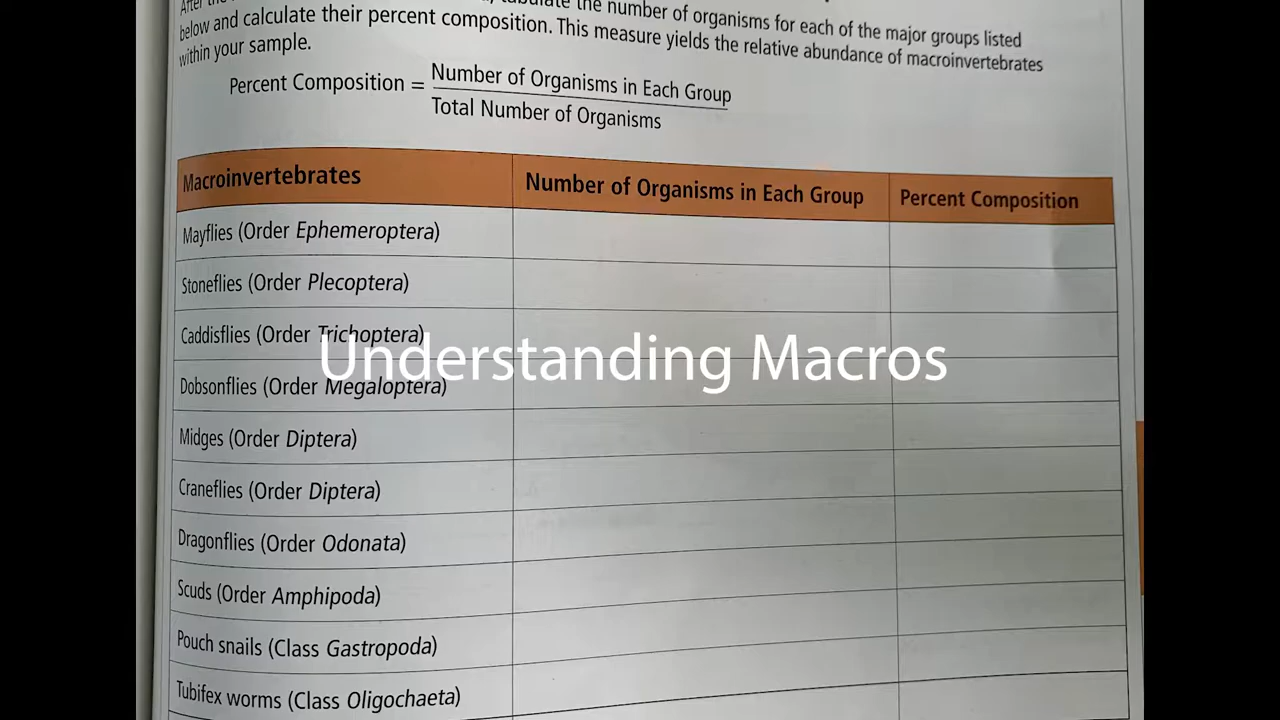 After the tabulate the number of organisms for each of the major groups listed
below and calculate their percent composition. This measure yields the relative abundance of macroinvertebrates
within your sample.
Percent Composition = Number of Organisms in Each Group
Total Number of Organisms
Macroinvertebrates Number of Organisms in Each Group Percent Composition
Mayflies (Order Ephemeroptera)
Stoneflies (Order Plecoptera)
Caddisflies (Order Trichoptera)
Understanding Macros
Dobsonflies (Order Megaloptera)
Midges (Order Diptera)
Craneflies (Order Diptera)
Dragonflies (Order Odonata)
Scuds (Order Amphipoda)
Pouch snails (Class Gastropoda)
Tubifex worms (Class Oligochaeta)